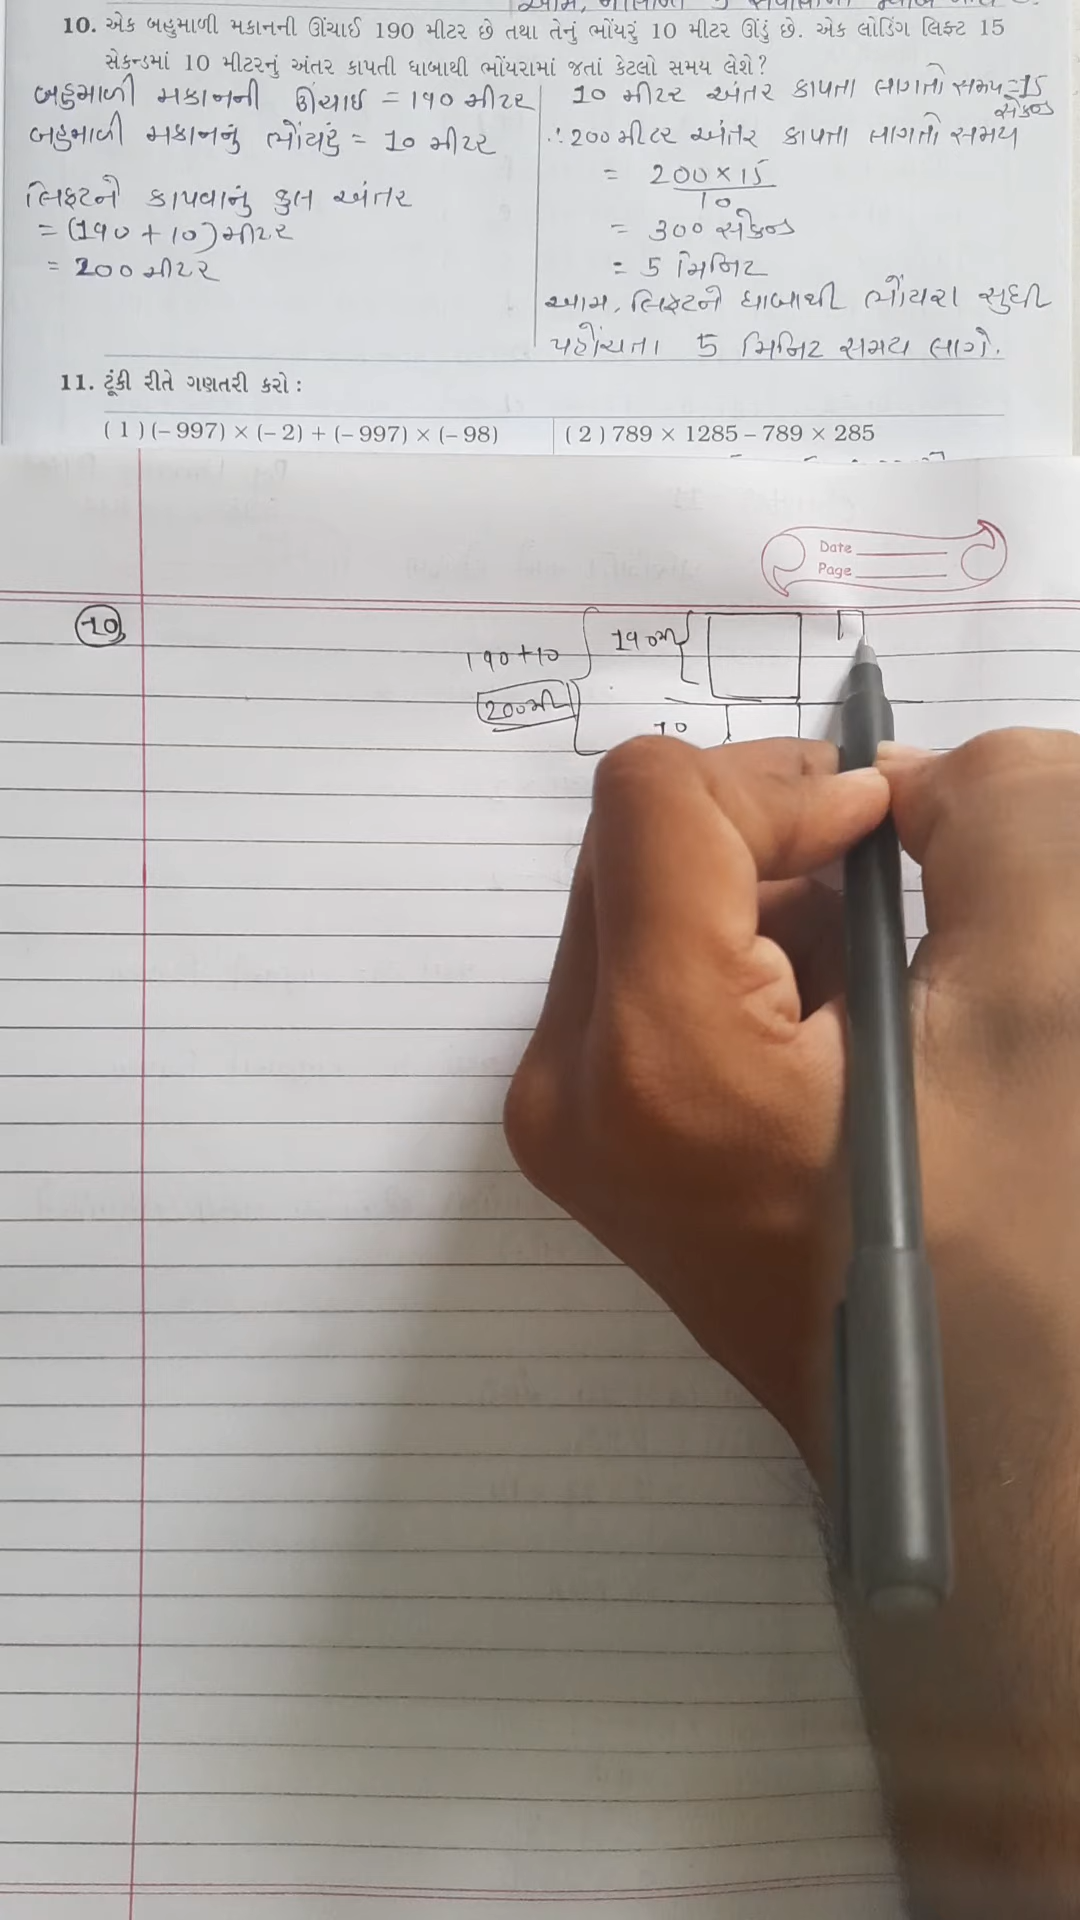 10. એક બહુમાળી મકાનની ઊંચાઈ 190 મીટર છે તથા તેનું ભોંયરું 10 મીટર ઊંડું છે. એક લોડિંગ લિફ્ટ 15
સેકન્ડમાં 10 મીટરનું અંતર કાપતી ધાબાથી ભોંયરામાં જતાં કેટલો સમય લેશે?
બહુમાળી મકાનની ઊંચાઈ = ૧૯૦ મીટર
બહુમાળી મકાનનું ભોંયરું = 10 મીટર
લિફ્ટને કાપવાનું કુલ અંતર
= (190 + 10) મીટર
= 200 મીટર
10 મીટર અંતર કાપતા લાગતો સમય = 15 સેકન્ડ
∴ 200 મીટર અંતર કાપતા લાગતો સમય
= 200 × 15
10
= 300 સેકન્ડ
= 5 મિનિટ
આમ, લિફ્ટને ધાબાથી ભોંયરા સુધી
પહોંચતા 5 મિનિટ સમય લાગે.
11. ટૂંકી રીતે ગણતરી કરો :
( 1 ) (– 997) × (– 2) + (– 997) × (– 98)
( 2 ) 789 × 1285 – 789 × 285
Date
Page
10
190 + 10
190મી
200મી
10